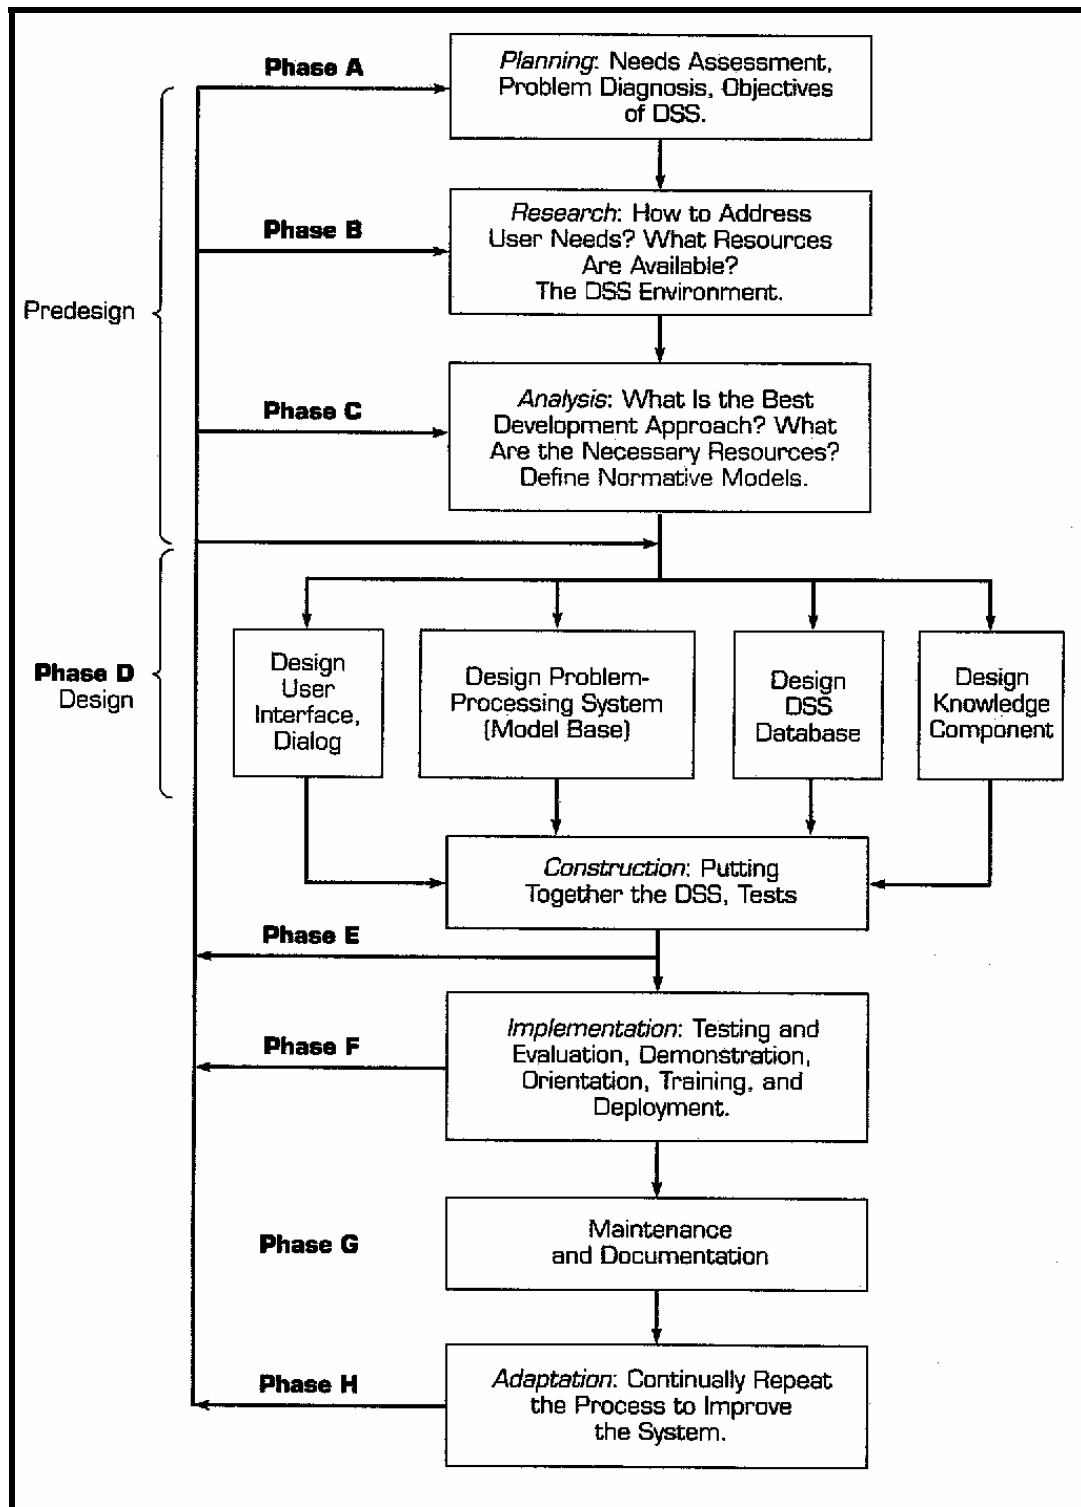 Phase A
Planning: Needs Assessment,
Problem Diagnosis, Objectives
of DSS.
Phase B
Research: How to Address
User Needs? What Resources
Are Available?
The DSS Environment.
Predesign
Phase C
Analysis: What Is the Best
Development Approach? What
Are the Necessary Resources?
Define Normative Models.
Phase D
Design
Design
User
Interface,
Dialog
Design Problem-
Processing System
(Model Base)
Design
DSS
Database
Design
Knowledge
Component
Construction: Putting
Together the DSS, Tests
Phase E
Phase F
Implementation: Testing and
Evaluation, Demonstration,
Orientation, Training, and
Deployment.
Phase G
Maintenance
and Documentation
Phase H
Adaptation: Continually Repeat
the Process to Improve
the System.